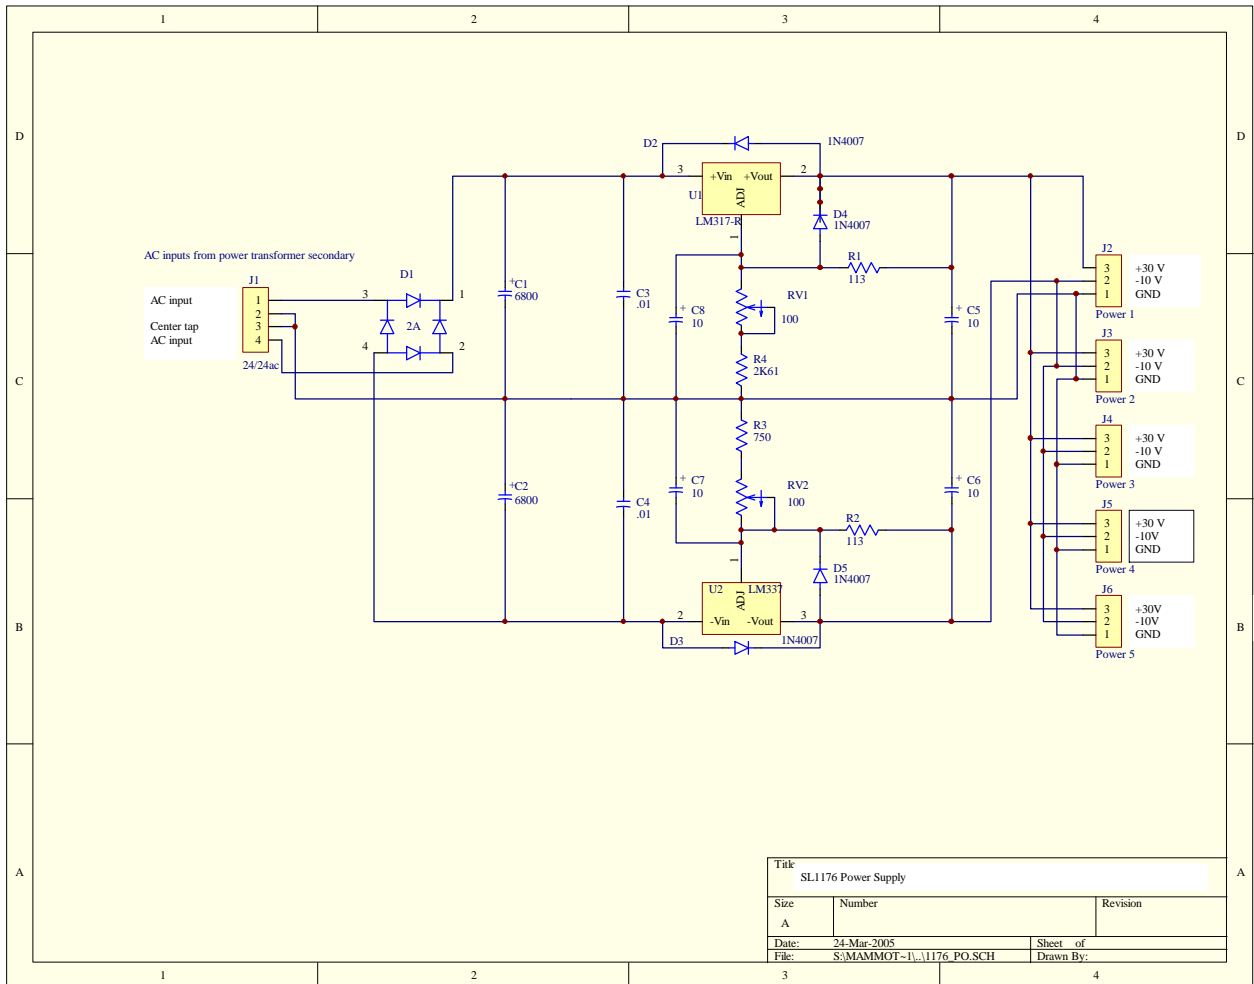 1 2 3 4
D D
D2 1N4007
3 +Vin +Vout 2
U1 ADJ
LM317-R
1
D4
1N4007
AC inputs from power transformer secondary
J1
AC input 1
2
Center tap 3
AC input 4
24/24ac
D1
3 1
2A
4 2
+ C1
6800
C3
.01
+ C8
10
RV1
100
R1
113
+ C5
10
R4
2K61
C C
R3
750
+ C2
6800
C4
.01
+ C7
10
RV2
100
R2
113
+ C6
10
D5
1N4007
1
U2 ADJ LM337
2 -Vin -Vout 3
D3 1N4007
J2
3 +30 V
2 -10 V
1 GND
Power 1
J3
3 +30 V
2 -10 V
1 GND
Power 2
J4
3 +30 V
2 -10 V
1 GND
Power 3
J5
3 +30 V
2 -10V
1 GND
Power 4
J6
3 +30V
2 -10V
1 GND
Power 5
B B
A A
Title
SL1176 Power Supply
Size Number Revision
A
Date: 24-Mar-2005 Sheet of
File: S:\MAMMOT~1\..\1176_PO.SCH Drawn By:
1 2 3 4